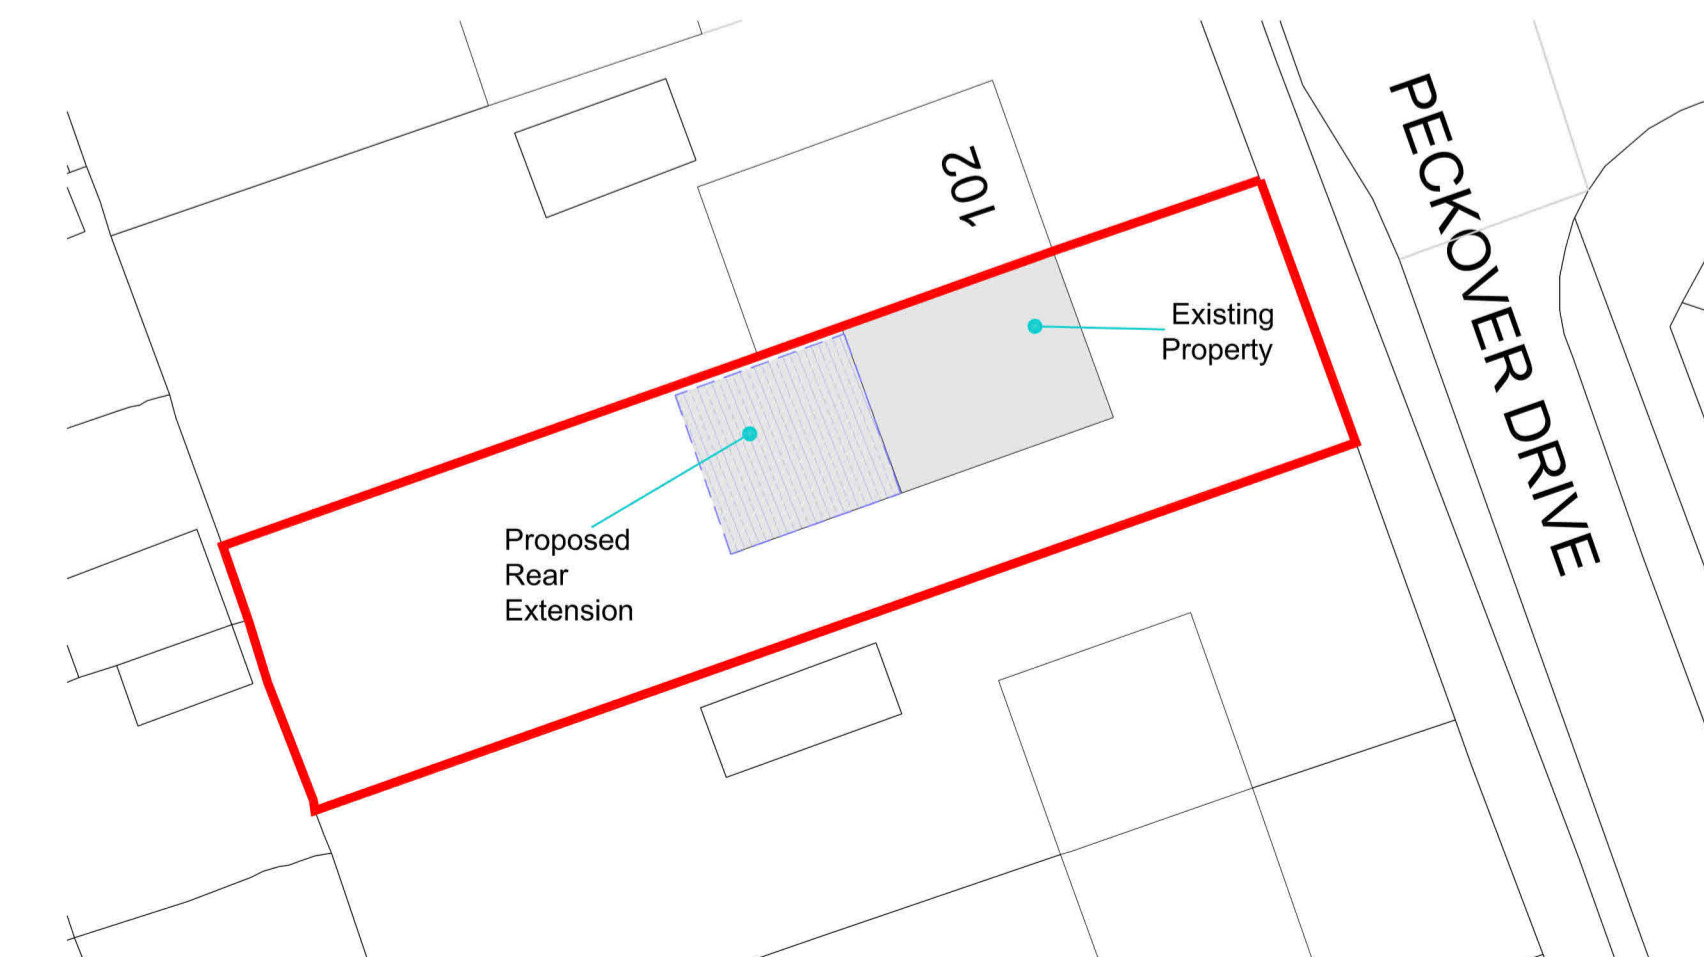 102
PECKOVER DRIVE
Existing
Property
Proposed
Rear
Extension